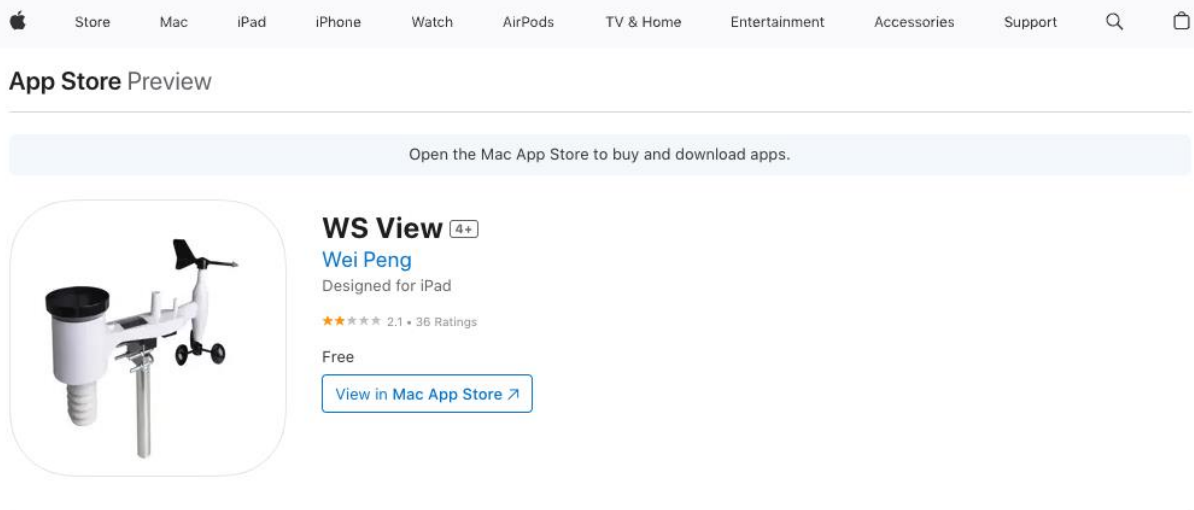 Store Mac iPad iPhone Watch AirPods TV & Home Entertainment Accessories Support
App Store Preview
Open the Mac App Store to buy and download apps.
WS View 4+
Wei Peng
Designed for iPad
★★★★★ 2.1 • 36 Ratings
Free
View in Mac App Store ↗